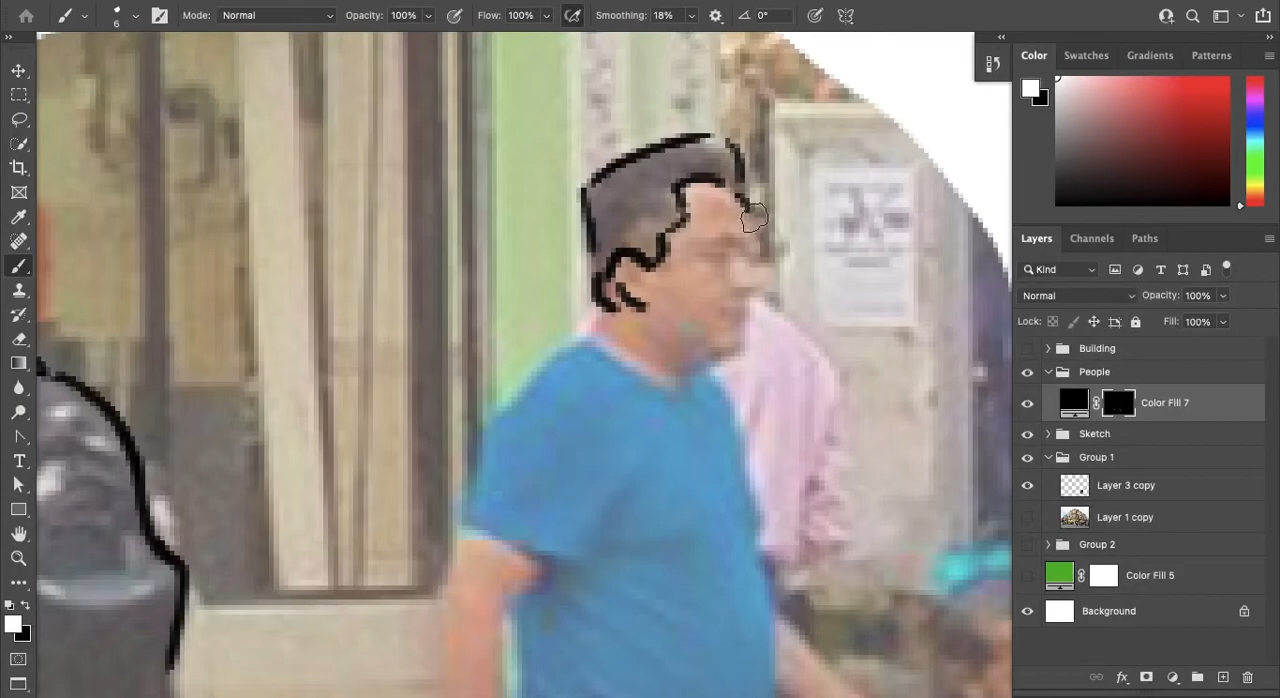 6
Mode: Normal
Opacity: 100%
Flow: 100%
Smoothing: 18%
0°
Color
Swatches
Gradients
Patterns
Layers
Channels
Paths
Kind
Normal
Opacity: 100%
Lock:
Fill: 100%
Building
People
Color Fill 7
Sketch
Group 1
Layer 3 copy
Layer 1 copy
Group 2
Color Fill 5
Background
fx